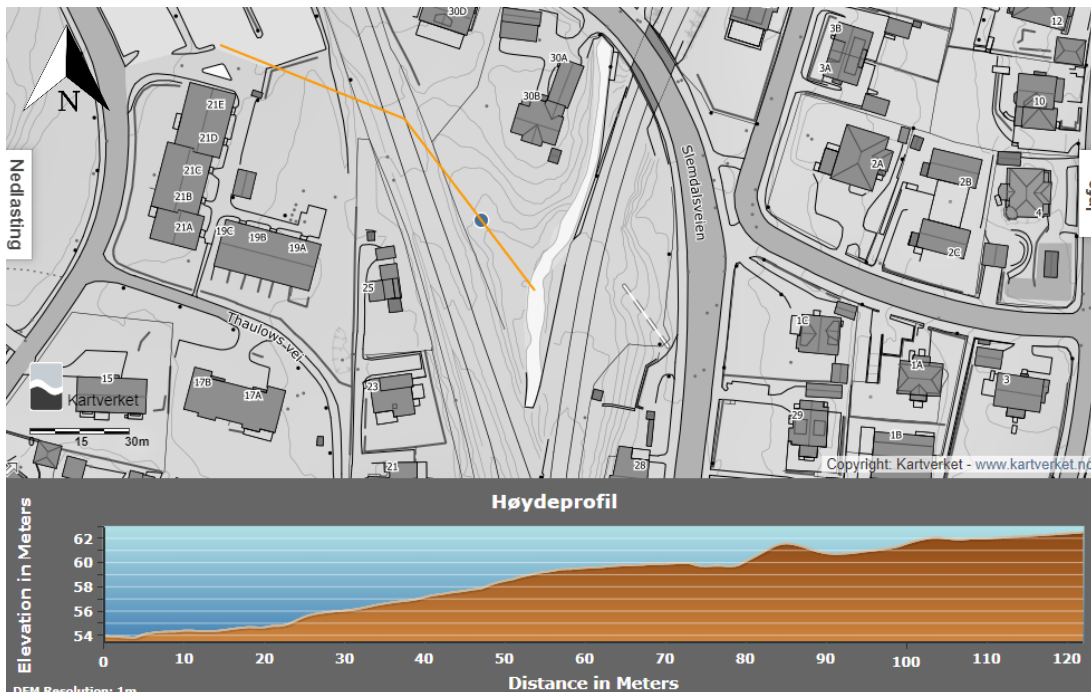 30D
3B
12
3A
30A
N
21E
30B
10
21D
Slemdalsveien
2A
21C
2B
Nedlasting
21B
4
21A
19C
19B
2C
19A
25
Thaulows vei
1C
1A
15
17B
23
3
Kartverket
17A
29
0 15 30m
1B
21
28
Copyright: Kartverket - www.kartverket.no
Høydeprofil
Elevation in Meters
62
60
58
56
54
0 10 20 30 40 50 60 70 80 90 100 110 120
Distance in Meters
DEM Resolution: 1m